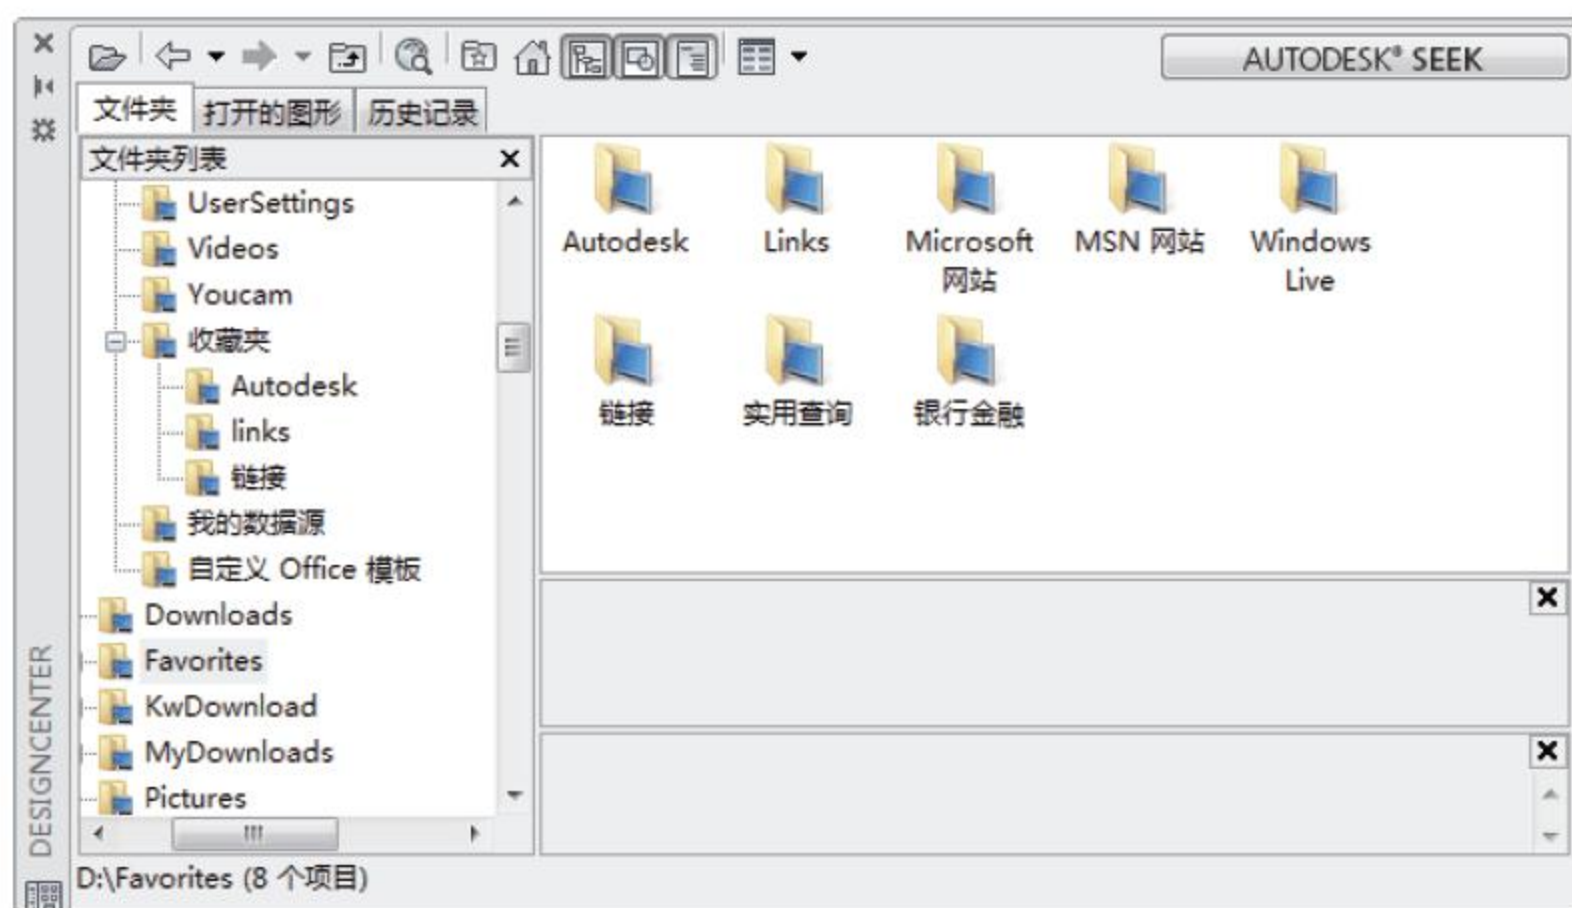 AUTODESK® SEEK
文件夹 打开的图形 历史记录
文件夹列表
UserSettings
Videos
Youcam
收藏夹
Autodesk
links
链接
我的数据源
自定义 Office 模板
Downloads
Favorites
KwDownload
MyDownloads
Pictures
Autodesk
Links
Microsoft
网站
MSN 网站
Windows
Live
链接
实用查询
银行金融
DESIGNCENTER
D:\Favorites (8 个项目)